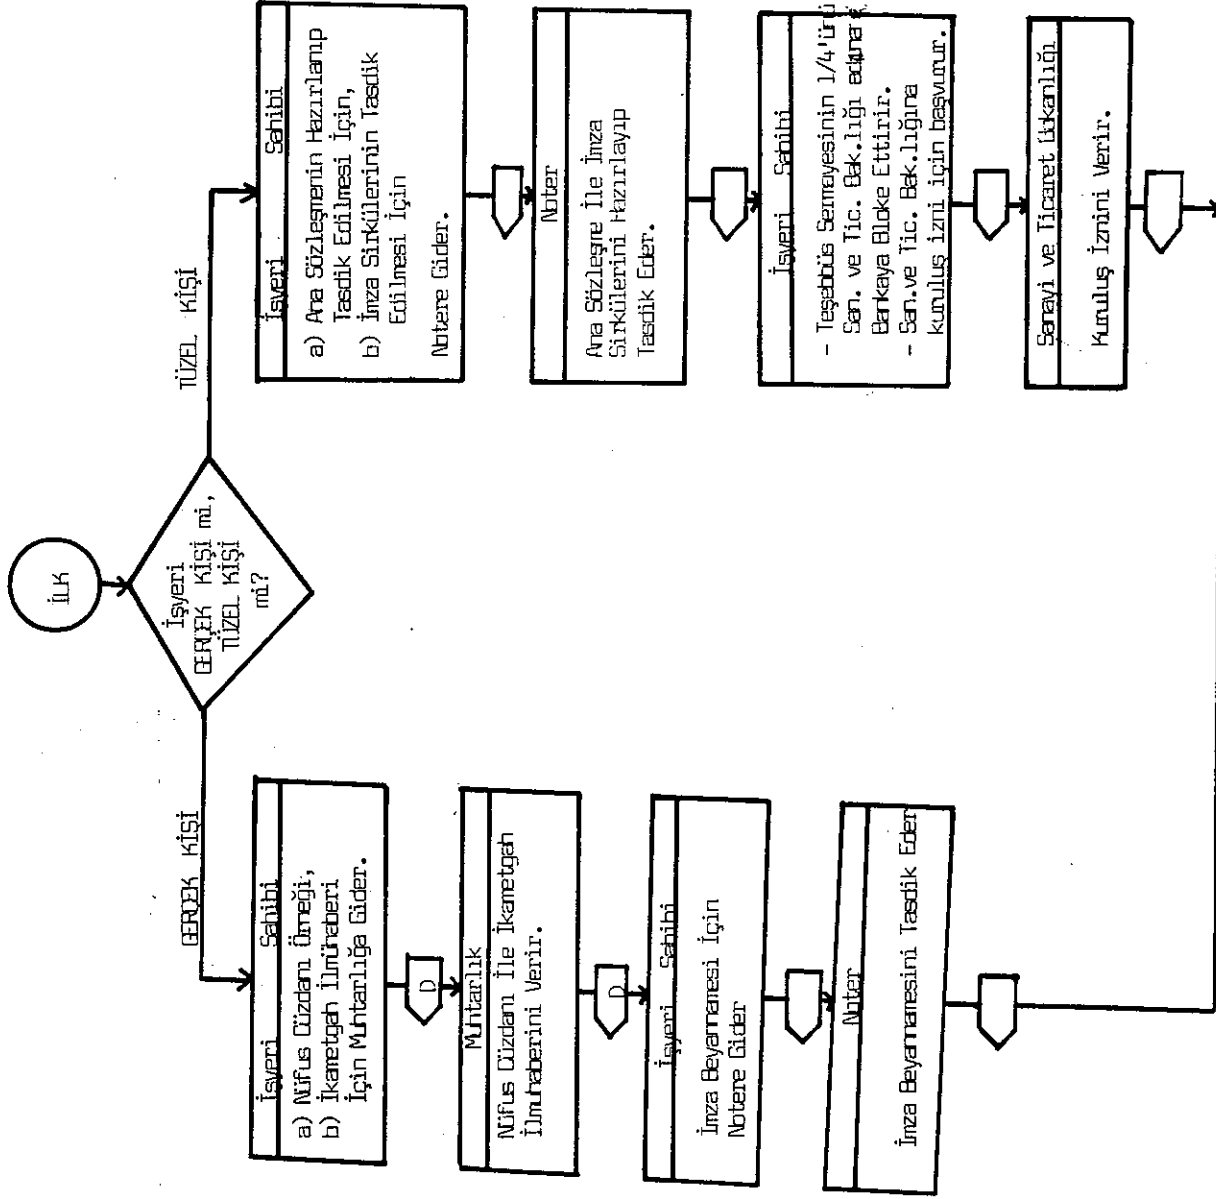 İLK
İşyeri
GERÇEK KİŞİ mi,
TÜZEL KİŞİ
mi?
GERÇEK KİŞİ
İşyeri Sahibi
a) Nüfus Cüzdanı Örneği,
b) İkametgah İlmühaberi
İçin Muhtarlığa Gider.
D
Muhtarlık
Nüfus Cüzdanı İle İkametgah
İlmuhaberini Verir.
D
İşyeri Sahibi
İmza Beyannamesi İçin
Notere Gider
Noter
İmza Beyannamesini Tasdik Eder
TÜZEL KİŞİ
İşyeri Sahibi
a) Ana Sözleşmenin Hazırlanıp
Tasdik Edilmesi İçin,
b) İmza Sirkülerinin Tasdik
Edilmesi İçin
Notere Gider.
Noter
Ana Sözleşme İle İmza
Sirkülerini Hazırlayıp
Tasdik Eder.
İşyeri Sahibi
- Teşebbüs Sermayesinin 1/4'ünü
San. ve Tic. Bak.lığı adına
Bankaya Bloke Ettirir.
- San.ve Tic. Bak.lığına
kuruluş izni için başvurur.
Sanayi ve Ticaret Bakanlığı
Kuruluş İznini Verir.